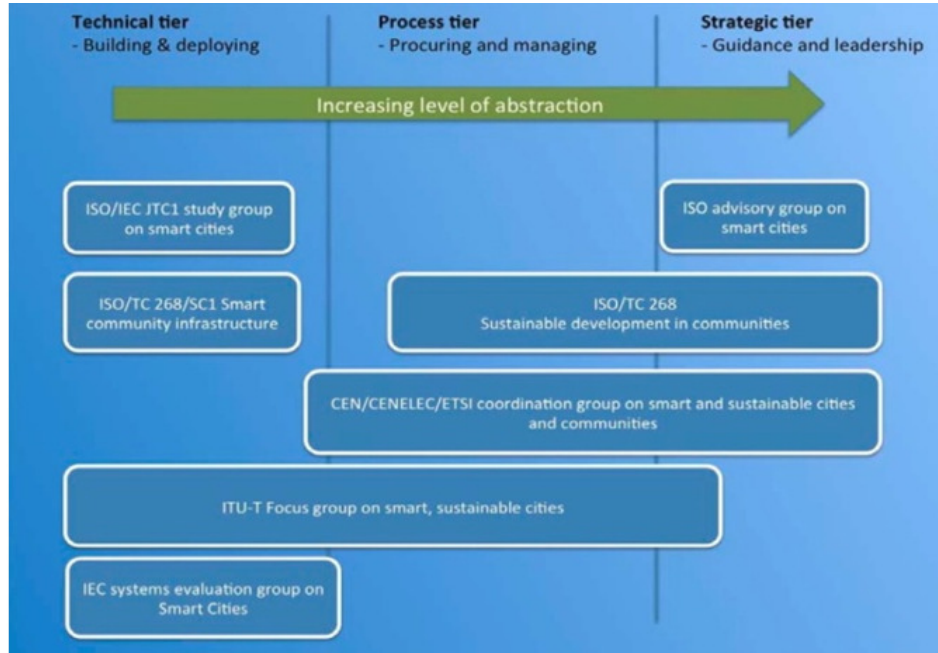 Technical tier
- Building & deploying
Process tier
- Procuring and managing
Strategic tier
- Guidance and leadership
Increasing level of abstraction
ISO/IEC JTC1 study group
on smart cities
ISO advisory group on
smart cities
ISO/TC 268/SC1 Smart
community infrastructure
ISO/TC 268
Sustainable development in communities
CEN/CENELEC/ETSI coordination group on smart and sustainable cities
and communities
ITU-T Focus group on smart, sustainable cities
IEC systems evaluation group on
Smart Cities